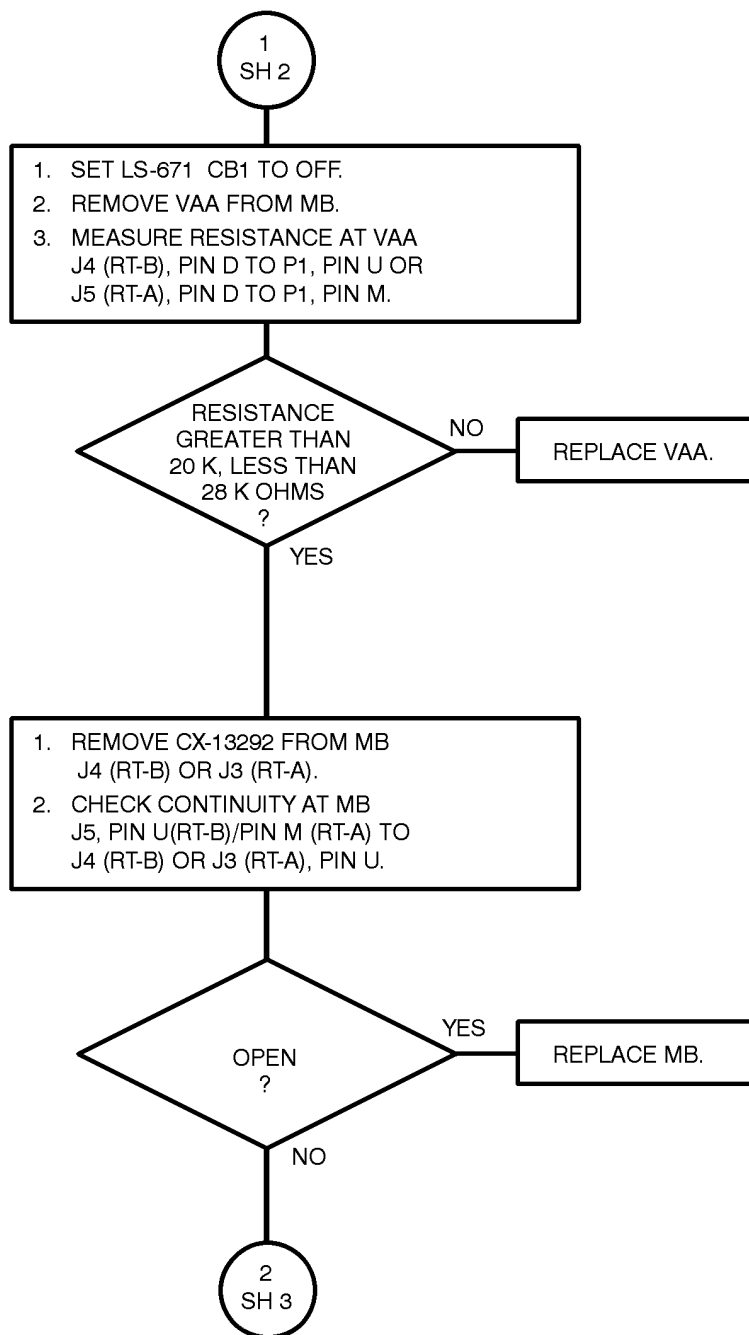 1
SH 2
1. SET LS-671 CB1 TO OFF.
2. REMOVE VAA FROM MB.
3. MEASURE RESISTANCE AT VAA
J4 (RT-B), PIN D TO P1, PIN U OR
J5 (RT-A), PIN D TO P1, PIN M.
RESISTANCE
GREATER THAN
20 K, LESS THAN
28 K OHMS
?
NO
REPLACE VAA.
YES
1. REMOVE CX-13292 FROM MB
J4 (RT-B) OR J3 (RT-A).
2. CHECK CONTINUITY AT MB
J5, PIN U(RT-B)/PIN M (RT-A) TO
J4 (RT-B) OR J3 (RT-A), PIN U.
OPEN
?
YES
REPLACE MB.
NO
2
SH 3